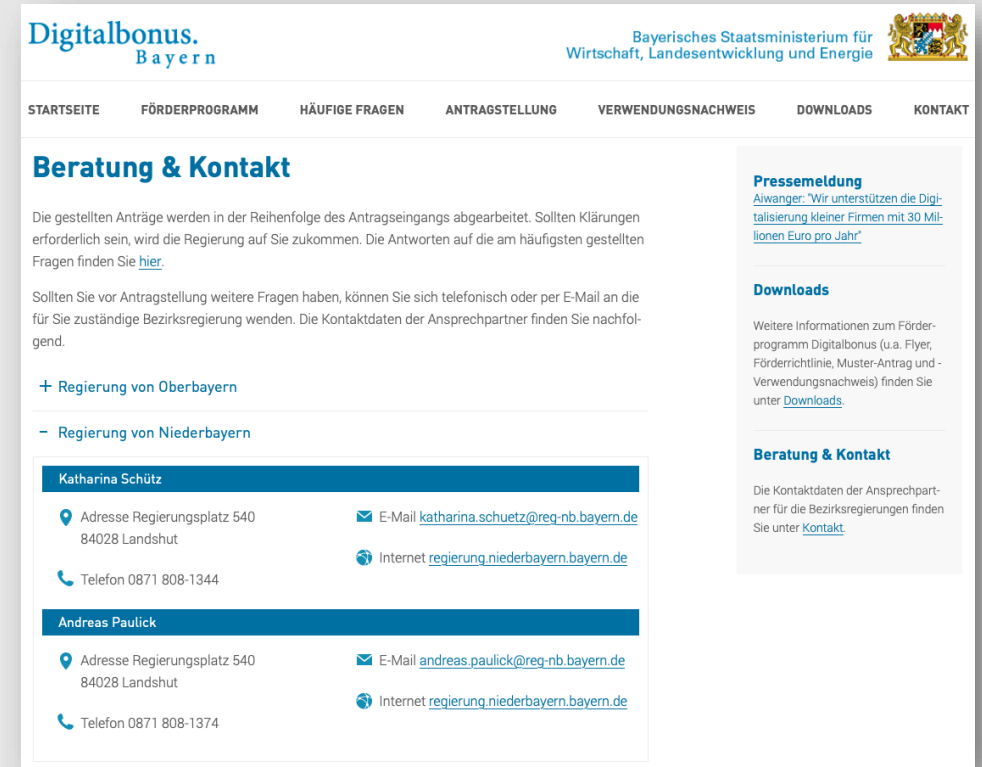 Digitalbonus.
Bayern
Bayerisches Staatsministerium für
Wirtschaft, Landesentwicklung und Energie
STARTSEITE FÖRDERPROGRAMM HÄUFIGE FRAGEN ANTRAGSTELLUNG VERWENDUNGSNACHWEIS DOWNLOADS KONTAKT
Beratung & Kontakt
Die gestellten Anträge werden in der Reihenfolge des Antragseingangs abgearbeitet. Sollten Klärungen
erforderlich sein, wird die Regierung auf Sie zukommen. Die Antworten auf die am häufigsten gestellten
Fragen finden Sie hier.
Sollten Sie vor Antragstellung weitere Fragen haben, können Sie sich telefonisch oder per E-Mail an die
für Sie zuständige Bezirksregierung wenden. Die Kontaktdaten der Ansprechpartner finden Sie nachfol-
gend.
+ Regierung von Oberbayern
– Regierung von Niederbayern
Katharina Schütz
Adresse Regierungsplatz 540
84028 Landshut
Telefon 0871 808-1344
E-Mail katharina.schuetz@reg-nb.bayern.de
Internet regierung.niederbayern.bayern.de
Andreas Paulick
Adresse Regierungsplatz 540
84028 Landshut
Telefon 0871 808-1374
E-Mail andreas.paulick@reg-nb.bayern.de
Internet regierung.niederbayern.bayern.de
Pressemeldung
Aiwanger: "Wir unterstützen die Digi-
talisierung kleiner Firmen mit 30 Mil-
lionen Euro pro Jahr"
Downloads
Weitere Informationen zum Förder-
programm Digitalbonus (u.a. Flyer,
Förderrichtlinie, Muster-Antrag und -
Verwendungsnachweis) finden Sie
unter Downloads.
Beratung & Kontakt
Die Kontaktdaten der Ansprechpart-
ner für die Bezirksregierungen finden
Sie unter Kontakt.